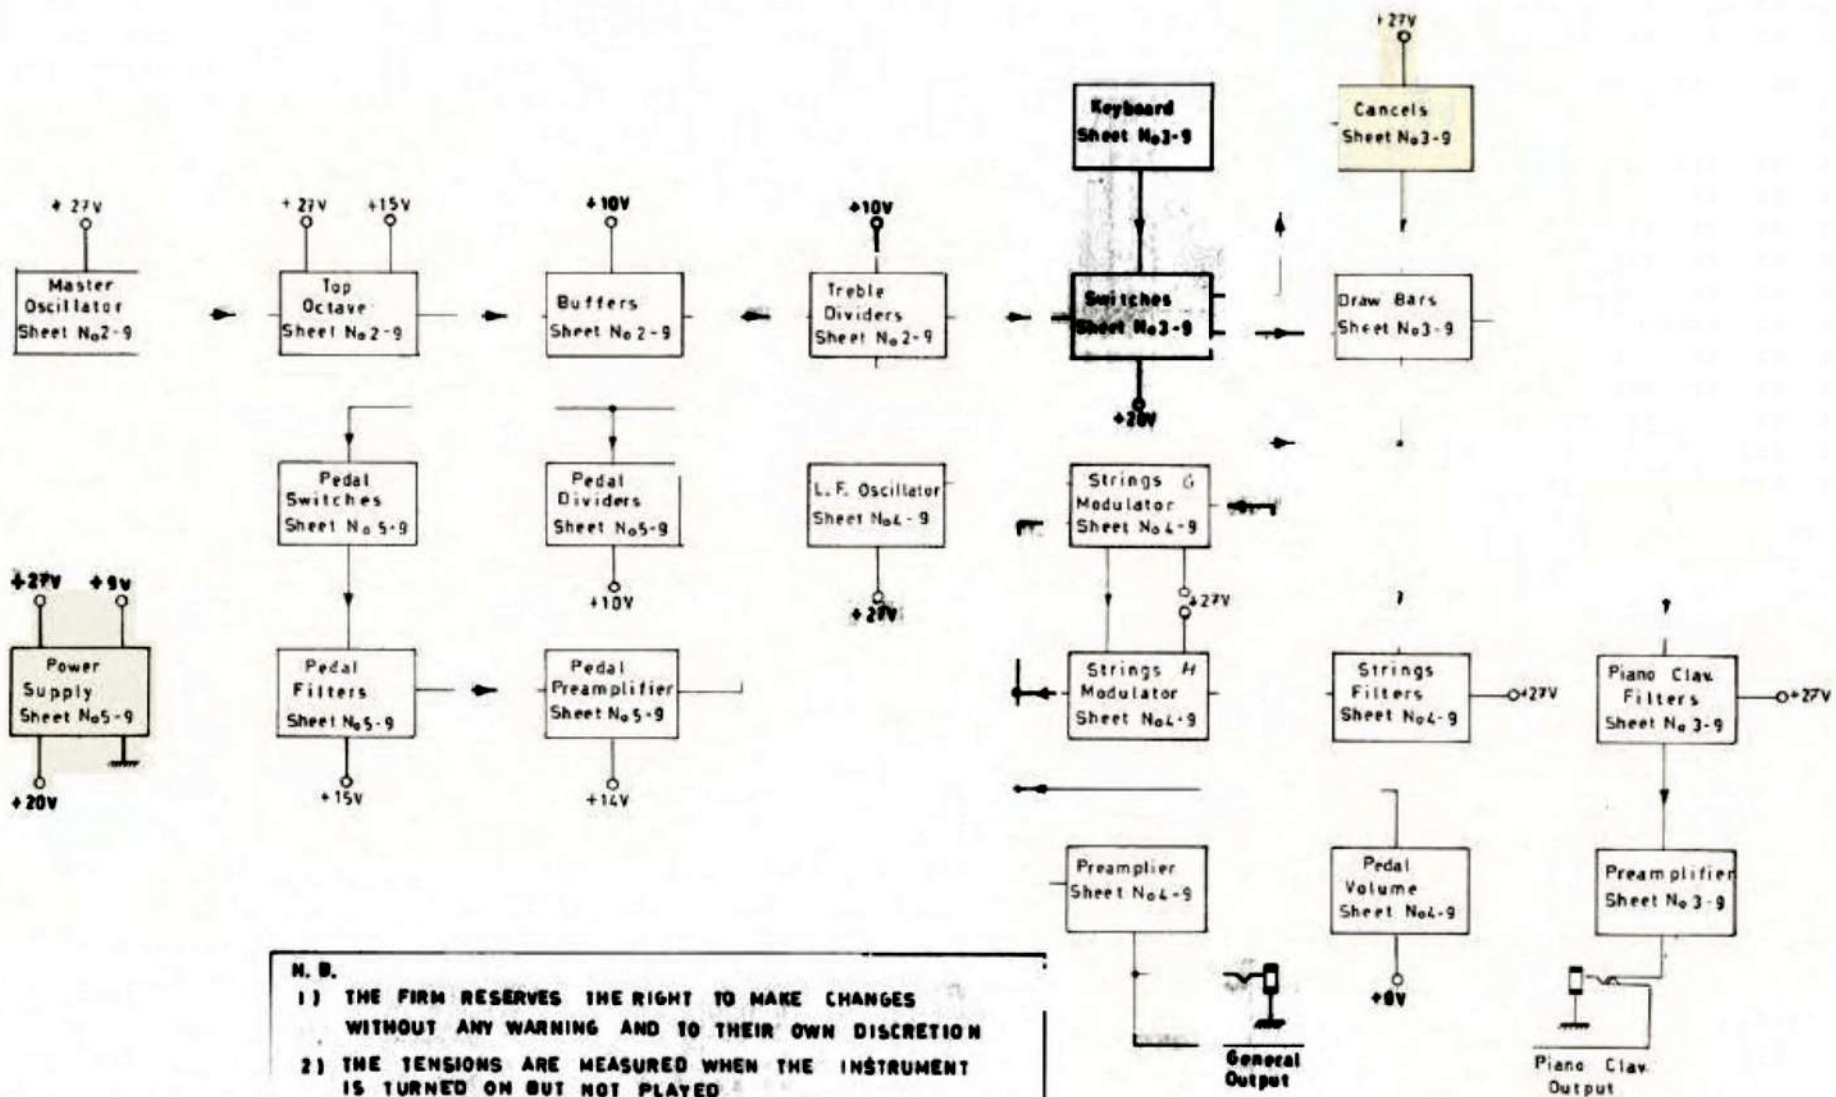 +27V
Keyboard
Sheet No3-9
Cancels
Sheet No3-9
+27V
+27V +15V
+10V
+10V
Master
Oscillator
Sheet No2-9
Top
Octave
Sheet No2-9
Buffers
Sheet No2-9
Treble
Dividers
Sheet No2-9
Switches
Sheet No3-9
Draw Bars
Sheet No3-9
+20V
Pedal
Switches
Sheet No5-9
Pedal
Dividers
Sheet No5-9
L.F. Oscillator
Sheet No4-9
Strings G
Modulator
Sheet No4-9
+27V +9V
+10V
+27V
+27V
Power
Supply
Sheet No5-9
Pedal
Filters
Sheet No5-9
Pedal
Preamplifier
Sheet No5-9
Strings H
Modulator
Sheet No4-9
Strings
Filters
Sheet No4-9
+27V
Piano Clav.
Filters
Sheet No3-9
+27V
+20V
+15V
+14V
Preamplier
Sheet No4-9
Pedal
Volume
Sheet No4-9
Preamplifier
Sheet No3-9
General
Output
Piano Clav.
Output
N.B.
1) THE FIRM RESERVES THE RIGHT TO MAKE CHANGES
WITHOUT ANY WARNING AND TO THEIR OWN DISCRETION
2) THE TENSIONS ARE MEASURED WHEN THE INSTRUMENT
IS TURNED ON BUT NOT PLAYED